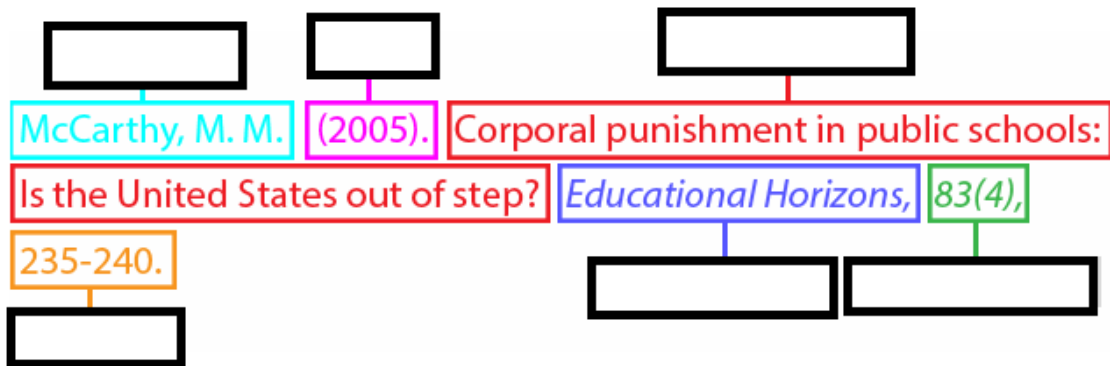 McCarthy, M. M. (2005). Corporal punishment in public schools:
Is the United States out of step? Educational Horizons, 83(4),
235-240.